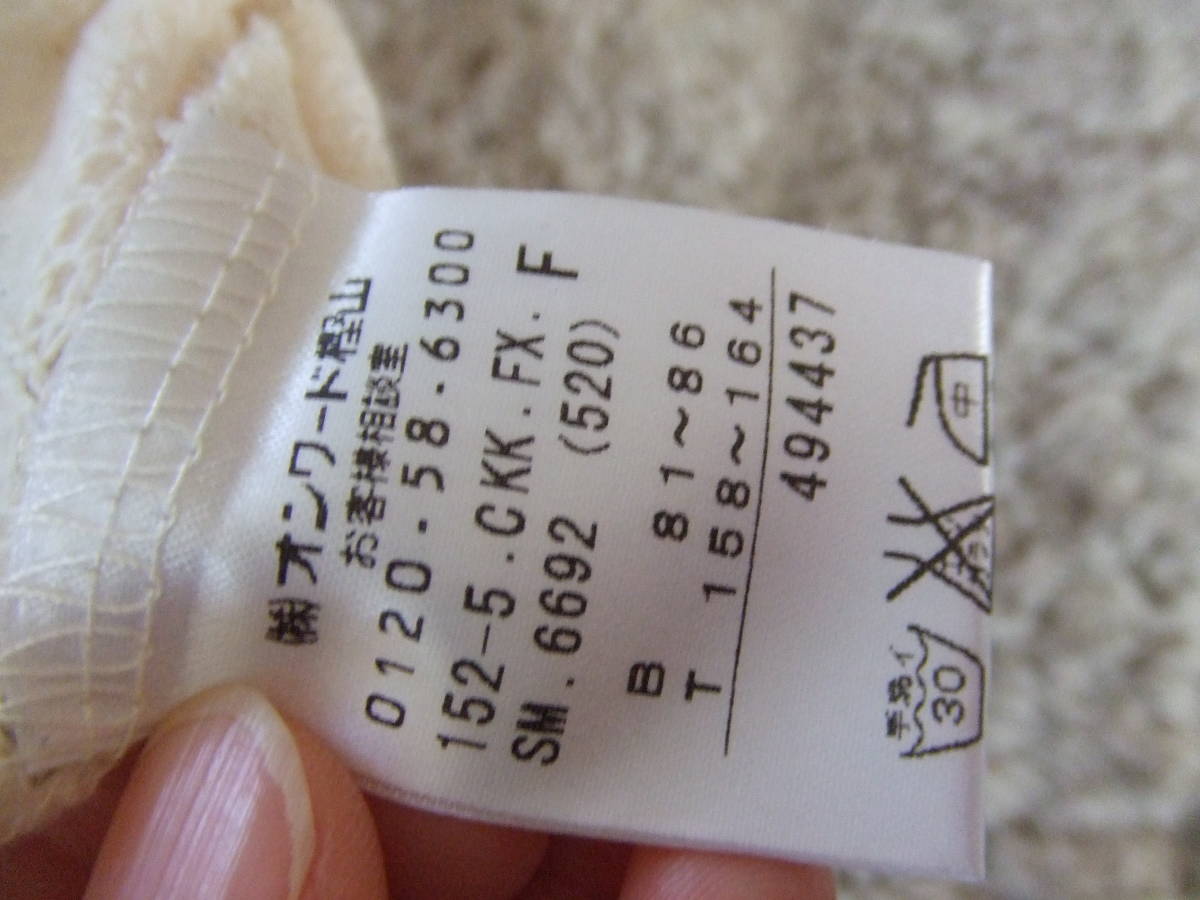 ㈱オンワード樫山
お客様相談室
0120.58.6300
152-5.CKK.FX.F
SM.6692 (520)
B 81~86
T 158~164
494437
手洗イ
30
中